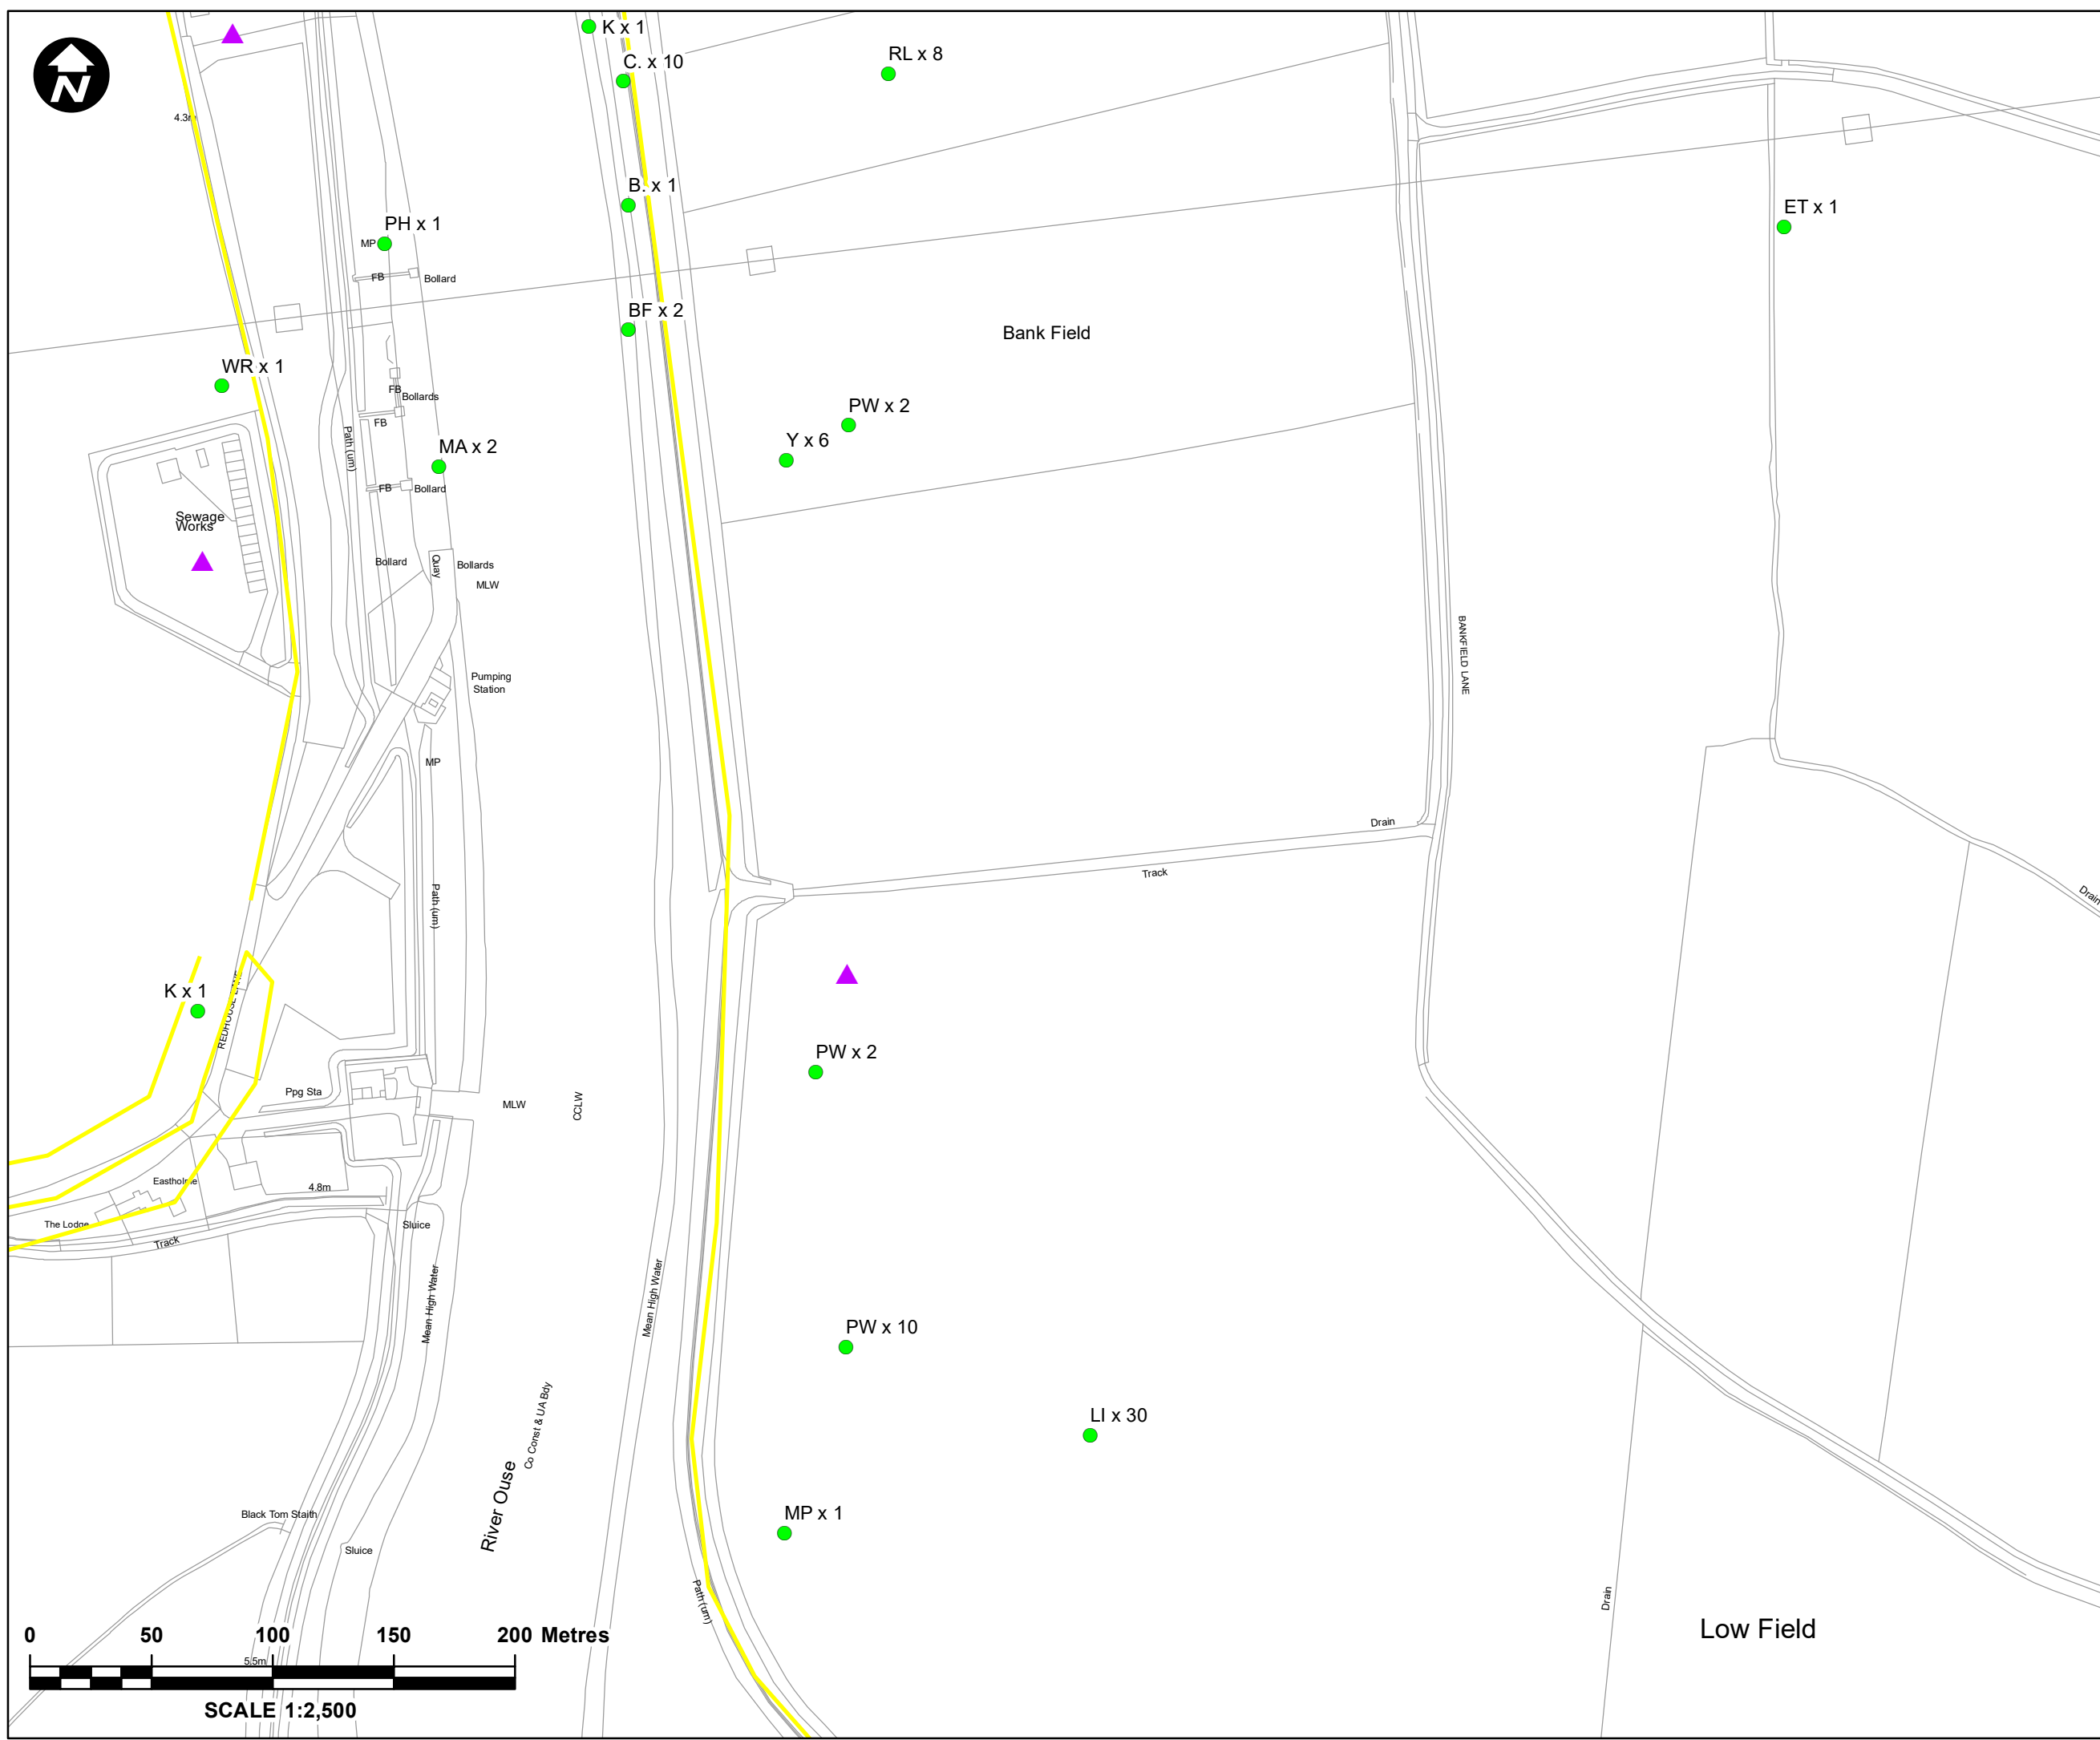 N
K x 1
C. x 10
RL x 8
4.3m
B. x 1
ET x 1
PH x 1
MP
FB
Bollard
BF x 2
Bank Field
WR x 1
FB
Bollards
PW x 2
FB
Path (um)
MA x 2
Y x 6
FB
Bollard
Sewage
Works
Bollard
Quay
Bollards
MLW
BANKFIELD LANE
Pumping
Station
MP
Drain
Track
Path (um)
Drain
K x 1
REDHOUSE LANE
PW x 2
Ppg Sta
MLW
CCLW
Eastholme
4.8m
The Lodge
Track
Sluice
Mean High Water
Mean High Water
PW x 10
Co Const & UA Bdy
LI x 30
River Ouse
Black Tom Staith
MP x 1
Sluice
Path (um)
Drain
Low Field
0 50 100 150 200 Metres
5.5m
SCALE 1:2,500